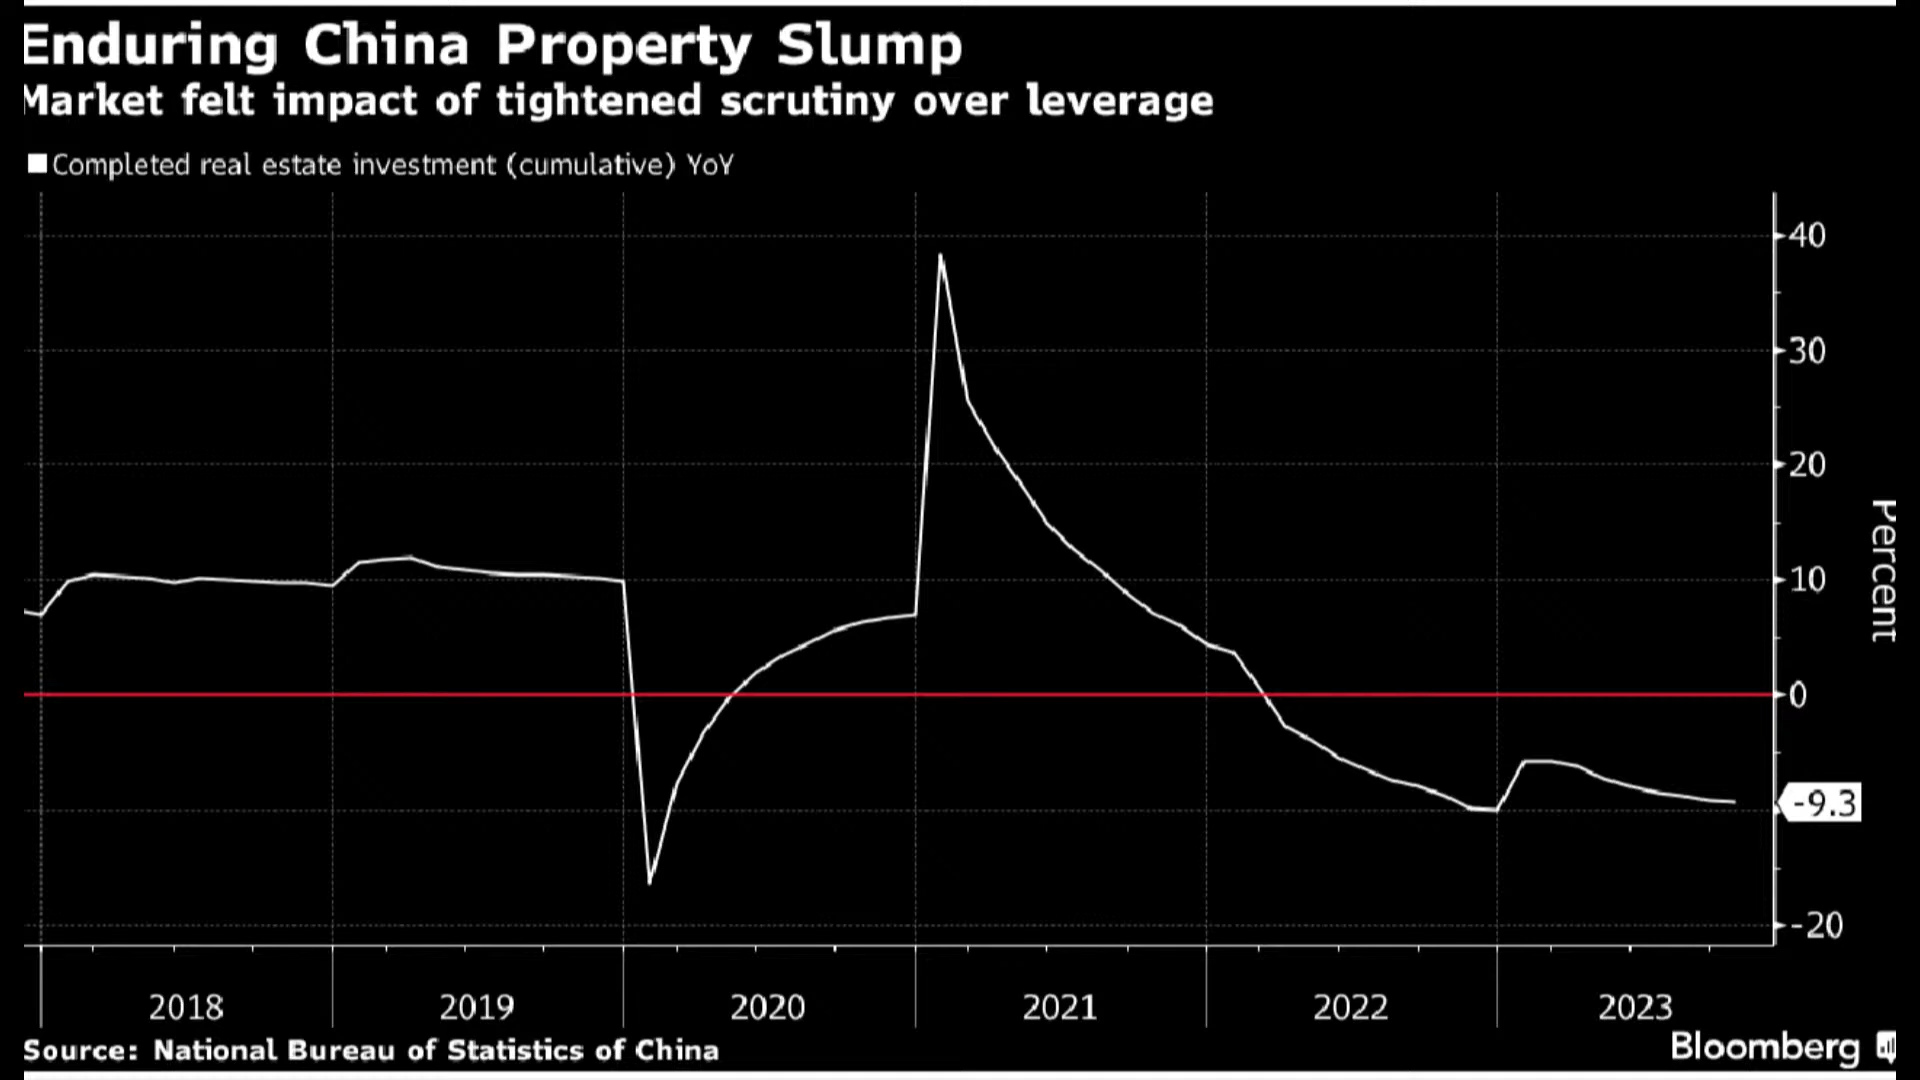 Enduring China Property Slump
Market felt impact of tightened scrutiny over leverage
Completed real estate investment (cumulative) YoY
40
30
20
10
0
-9.3
-20
Percent
2018 2019 2020 2021 2022 2023
Source: National Bureau of Statistics of China
Bloomberg